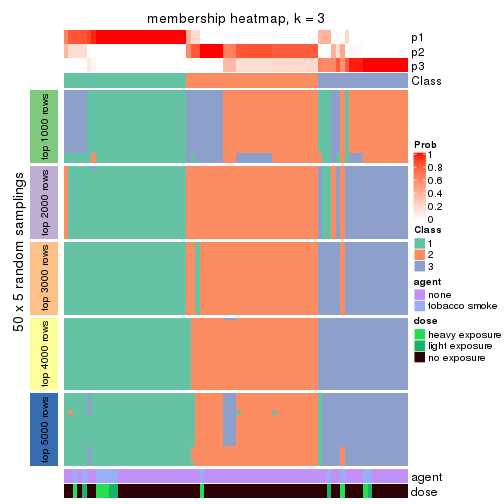 membership heatmap, k = 3
p1
p2
p3
Class
50 x 5 random samplings
top 1000 rows
top 2000 rows
top 3000 rows
top 4000 rows
top 5000 rows
agent
dose
Prob
1
0.8
0.6
0.4
0.2
0
Class
1
2
3
agent
none
tobacco smoke
dose
heavy exposure
light exposure
no exposure